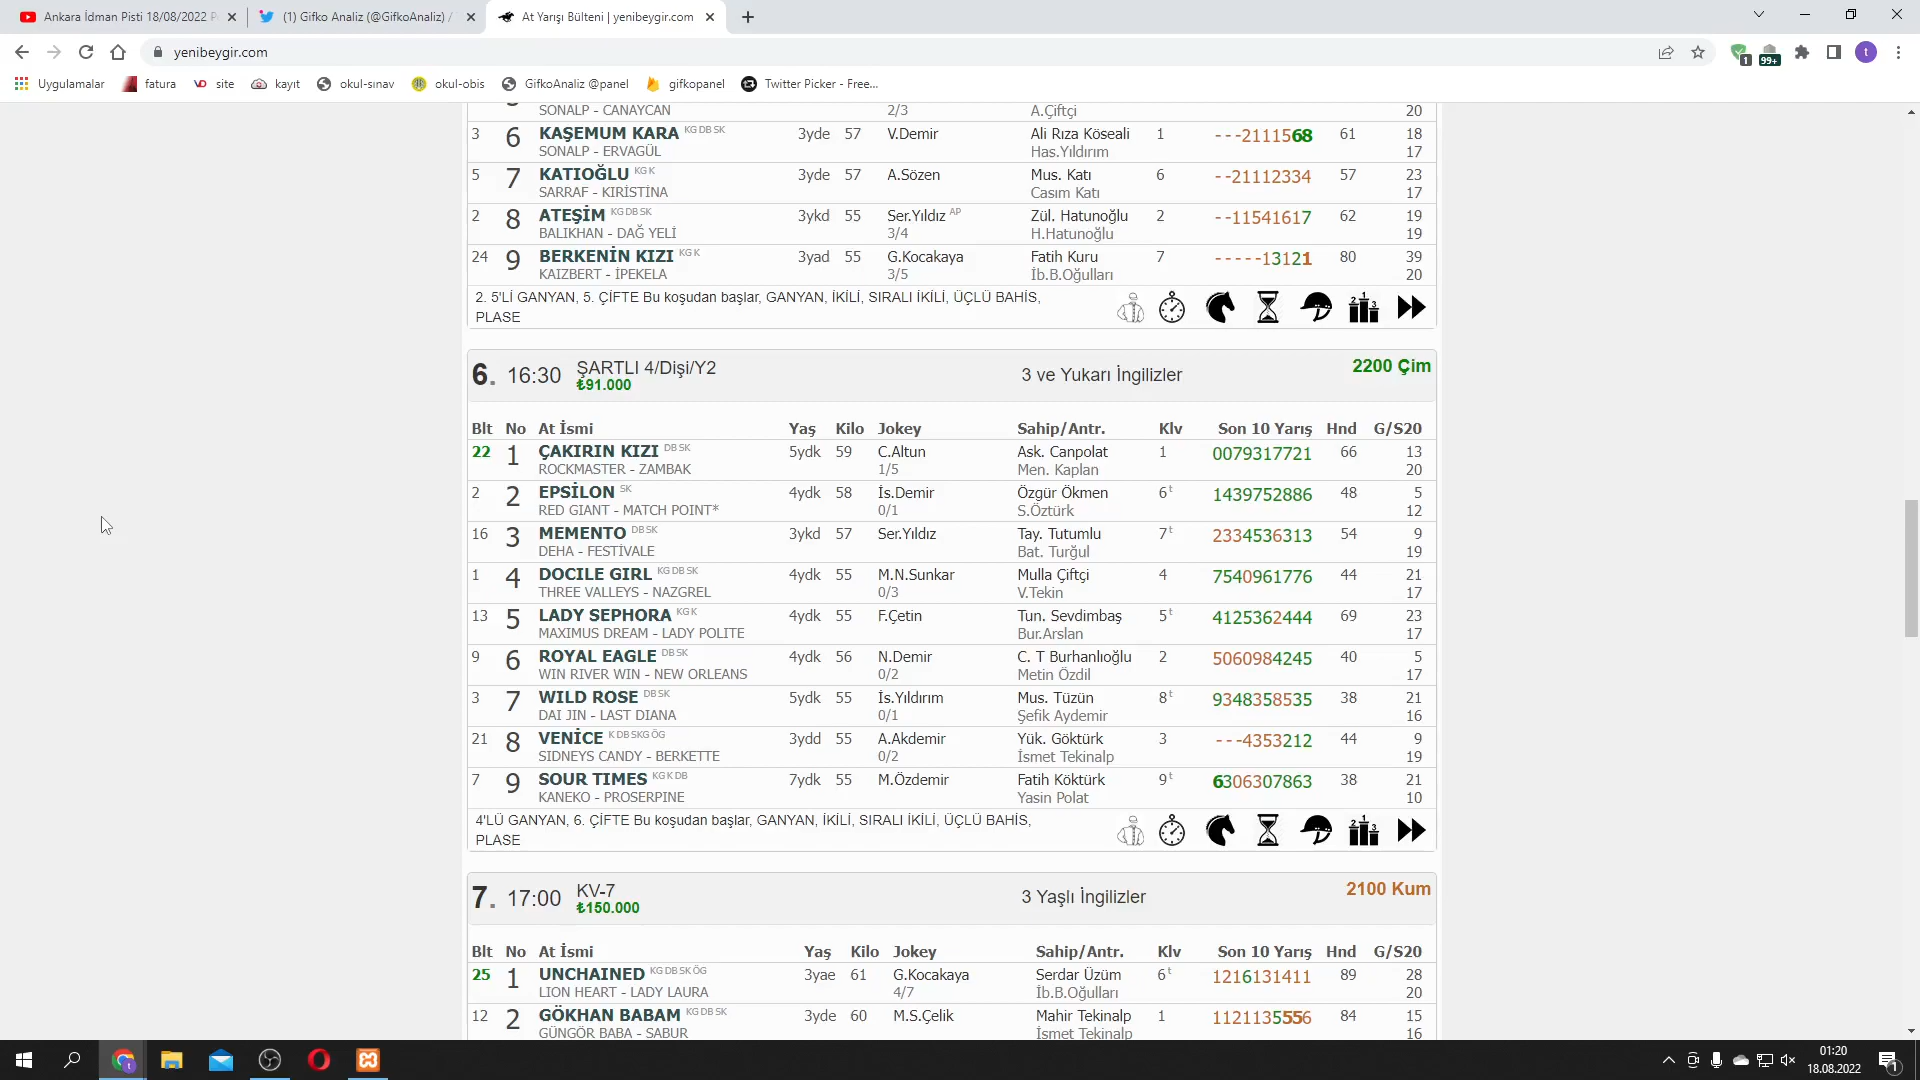 Ankara İdman Pisti 18/08/2022 P
(1) Gifko Analiz (@GifkoAnaliz) /
At Yarışı Bülteni | yenibeygir.com
yenibeygir.com
1
99+
t
Uygulamalar
fatura
site
kayıt
okul-sınav
okul-obis
GifkoAnaliz @panel
gifkopanel
Twitter Picker - Free...
SONALP - CANAYCAN 2/3 A.Çiftçi 20
3 6 KAŞEMUM KARA KG DB SK 3yde 57 V.Demir Ali Rıza Köseali 1 ---2111568 61 18
SONALP - ERVAGÜL Has.Yıldırım 17
5 7 KATIOĞLU KG K 3yde 57 A.Sözen Mus. Katı 6 --21112334 57 23
SARRAF - KIRİSTİNA Casım Katı 17
2 8 ATEŞİM KG DB SK 3ykd 55 Ser.Yıldız AP Zül. Hatunoğlu 2 --11541617 62 19
BALIKHAN - DAĞ YELİ 3/4 H.Hatunoğlu 19
24 9 BERKENİN KIZI KG K 3yad 55 G.Kocakaya Fatih Kuru 7 -----13121 80 39
KAIZBERT - İPEKELA 3/5 İb.B.Oğulları 20
2. 5'Lİ GANYAN, 5. ÇİFTE Bu koşudan başlar, GANYAN, İKİLİ, SIRALI İKİLİ, ÜÇLÜ BAHİS,
PLASE
6. 16:30 ŞARTLI 4/Dişi/Y2 3 ve Yukarı İngilizler 2200 Çim
₺91.000
Blt No At İsmi Yaş Kilo Jokey Sahip/Antr. Klv Son 10 Yarış Hnd G/S20
22 1 ÇAKIRIN KIZI DB SK 5ydk 59 C.Altun Ask. Canpolat 1 0079317721 66 13
ROCKMASTER - ZAMBAK 1/5 Men. Kaplan 20
2 2 EPSİLON SK 4ydk 58 İs.Demir Özgür Ökmen 6 t 1439752886 48 5
RED GIANT - MATCH POINT* 0/1 S.Öztürk 12
16 3 MEMENTO DB SK 3ykd 57 Ser.Yıldız Tay. Tutumlu 7 t 2334536313 54 9
DEHA - FESTİVALE Bat. Turğul 19
1 4 DOCILE GIRL KG DB SK 4ydk 55 M.N.Sunkar Mulla Çiftçi 4 7540961776 44 21
THREE VALLEYS - NAZGREL 0/3 V.Tekin 17
13 5 LADY SEPHORA KG K 4ydk 55 F.Çetin Tun. Sevdimbaş 5 t 4125362444 69 23
MAXIMUS DREAM - LADY POLITE Bur.Arslan 17
9 6 ROYAL EAGLE DB SK 4ydk 56 N.Demir C. T Burhanlıoğlu 2 5060984245 40 5
WIN RIVER WIN - NEW ORLEANS 0/2 Metin Özdil 17
3 7 WILD ROSE DB SK 5ydk 55 İs.Yıldırım Mus. Tüzün 8 t 9348358535 38 21
DAI JIN - LAST DIANA 0/1 Şefik Aydemir 16
21 8 VENİCE K DB SKG ÖG 3ydd 55 A.Akdemir Yük. Göktürk 3 ---4353212 44 9
SIDNEYS CANDY - BERKETTE 0/2 İsmet Tekinalp 19
7 9 SOUR TIMES KG K DB 7ydk 55 M.Özdemir Fatih Köktürk 9 t 6306307863 38 21
KANEKO - PROSERPINE Yasin Polat 10
4'LÜ GANYAN, 6. ÇİFTE Bu koşudan başlar, GANYAN, İKİLİ, SIRALI İKİLİ, ÜÇLÜ BAHİS,
PLASE
7. 17:00 KV-7 3 Yaşlı İngilizler 2100 Kum
₺150.000
Blt No At İsmi Yaş Kilo Jokey Sahip/Antr. Klv Son 10 Yarış Hnd G/S20
25 1 UNCHAINED KG DB SK ÖG 3yae 61 G.Kocakaya Serdar Üzüm 6 t 1216131411 89 28
LION HEART - LADY LAURA 4/7 İb.B.Oğulları 20
12 2 GÖKHAN BABAM KG DB SK 3yde 60 M.S.Çelik Mahir Tekinalp 1 1121135556 84 15
GÜNGÖR BABA - SABUR İsmet Tekinalp 16
01:20
18.08.2022
1